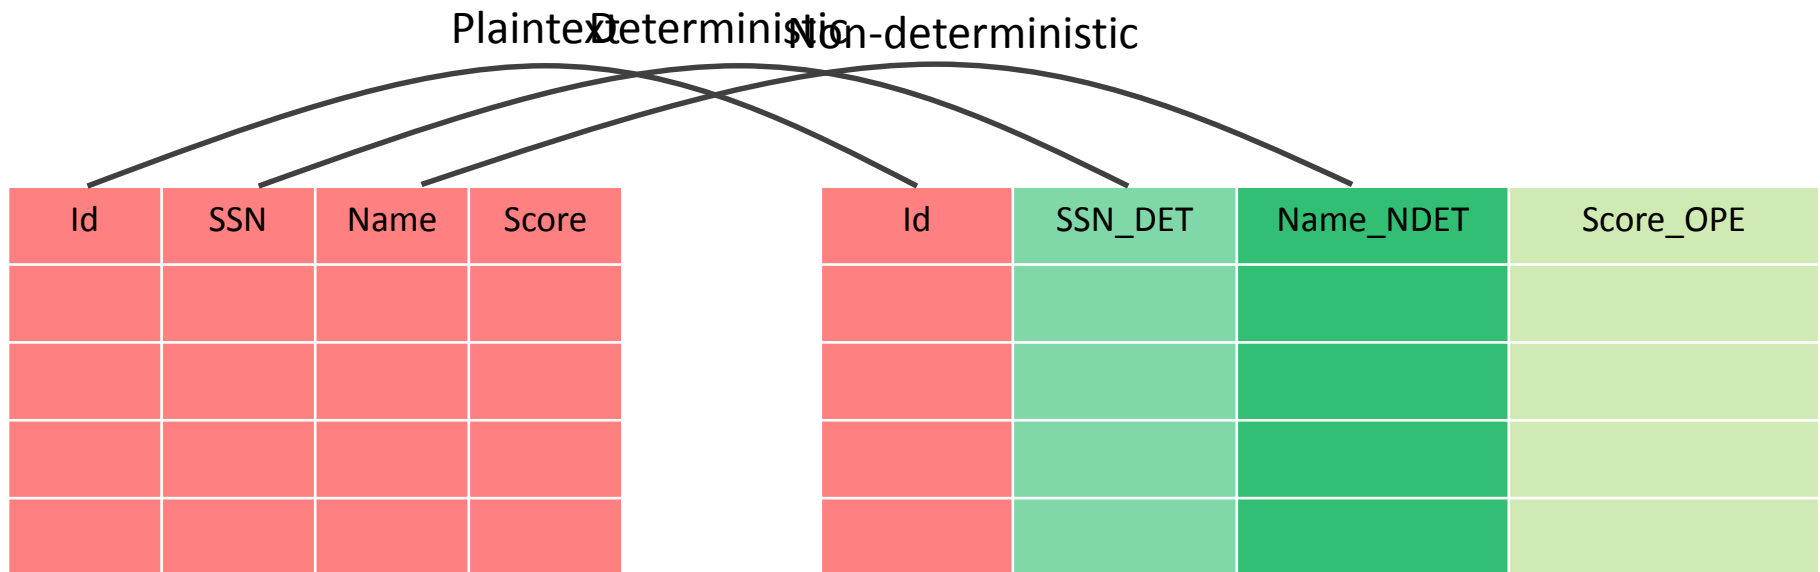 Plaintext Deterministic Non-deterministic
Id SSN Name Score Id SSN_DET Name_NDET Score_OPE